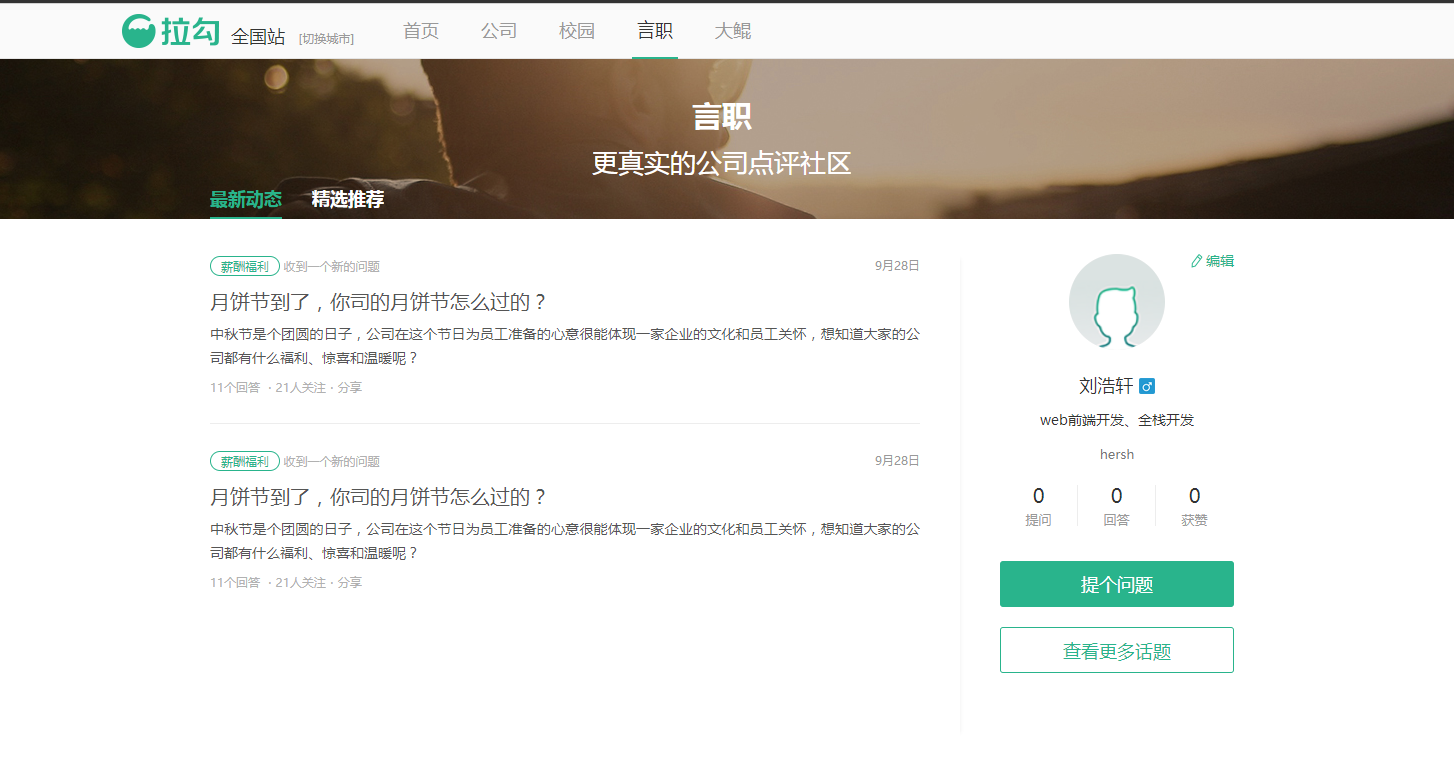 拉勾 全国站 [切换城市] 首页 公司 校园 言职 大鲲
言职
更真实的公司点评社区
最新动态 精选推荐
薪酬福利 收到一个新的问题 9月28日
月饼节到了，你司的月饼节怎么过的？
中秋节是个团圆的日子，公司在这个节日为员工准备的心意很能体现一家企业的文化和员工关怀，想知道大家的公
司都有什么福利、惊喜和温暖呢？
11个回答 · 21人关注 · 分享
薪酬福利 收到一个新的问题 9月28日
月饼节到了，你司的月饼节怎么过的？
中秋节是个团圆的日子，公司在这个节日为员工准备的心意很能体现一家企业的文化和员工关怀，想知道大家的公
司都有什么福利、惊喜和温暖呢？
11个回答 · 21人关注 · 分享
编辑
刘浩轩
web前端开发、全栈开发
hersh
0 0 0
提问 回答 获赞
提个问题
查看更多话题